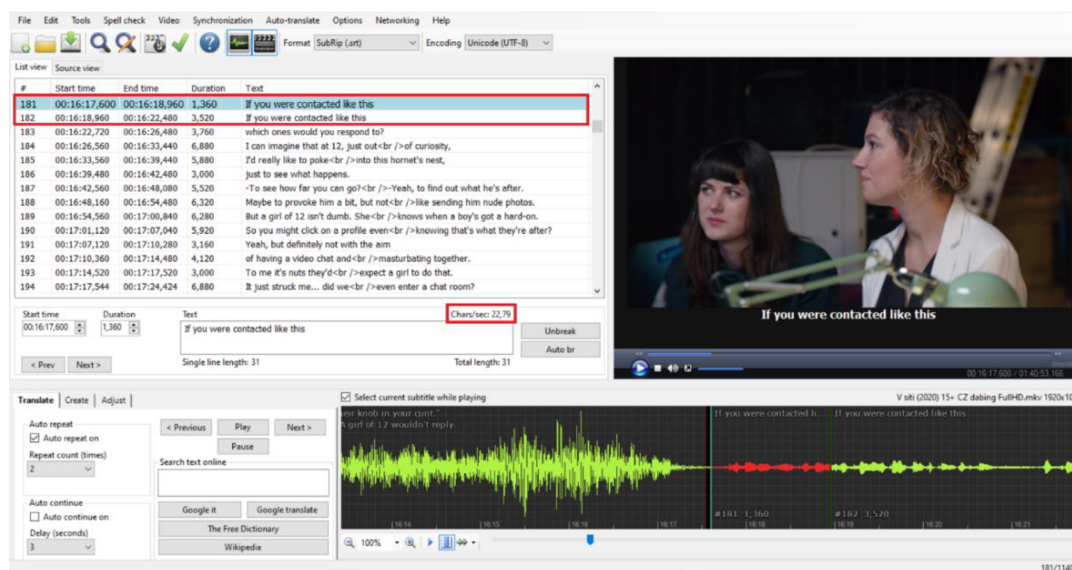 File Edit Tools Spell check Video Synchronization Auto-translate Options Networking Help
Format SubRip (.srt) Encoding Unicode (UTF-8)
List view Source view
# Start time End time Duration Text
181 00:16:17,600 00:16:18,960 1,360 If you were contacted like this
182 00:16:18,960 00:16:22,480 3,520 If you were contacted like this
183 00:16:22,720 00:16:26,480 3,760 which ones would you respond to?
184 00:16:26,560 00:16:33,440 6,880 I can imagine that at 12, just out<br />of curiosity,
185 00:16:33,560 00:16:39,440 5,880 I'd really like to poke<br />into this hornet's nest,
186 00:16:39,480 00:16:42,480 3,000 just to see what happens.
187 00:16:42,560 00:16:48,080 5,520 -To see how far you can go?<br />-Yeah, to find out what he's after.
188 00:16:48,160 00:16:54,480 6,320 Maybe to provoke him a bit, but not<br />like sending him nude photos.
189 00:16:54,560 00:17:00,840 6,280 But a girl of 12 isn't dumb. She<br />knows when a boy's got a hard-on.
190 00:17:01,120 00:17:07,040 5,920 So you might click on a profile even<br />knowing that's what they're after?
191 00:17:07,120 00:17:10,280 3,160 Yeah, but definitely not with the aim
192 00:17:10,360 00:17:14,480 4,120 of having a video chat and<br />masturbating together.
193 00:17:14,520 00:17:17,520 3,000 To me it's nuts they'd<br />expect a girl to do that.
194 00:17:17,544 00:17:24,424 6,880 It just struck me... did we<br />even enter a chat room?
Start time Duration Text Chars/sec: 22,79
00:16:17,600 1,360 If you were contacted like this
Unbreak
Auto br
< Prev Next > Single line length: 31 Total length: 31
If you were contacted like this
00:16:17.600 / 01:40:53.166
Translate Create Adjust
Select current subtitle while playing V siti (2020) 15+ CZ dabing FullHD.mkv 1920x10
Auto repeat
Auto repeat on
Repeat count (times)
2
< Previous Play Next >
Pause
Search text online
Auto continue
Auto continue on
Delay (seconds)
3
Google it Google translate
The Free Dictionary
Wikipedia
knob in your cunt."
A girl of 12 wouldn't reply.
If you were contacted li... If you were contacted like this
#181 1,360 #182 3,520
16:14 16:15 16:16 16:17 16:18 16:19 16:20 16:21
100%
181/1140